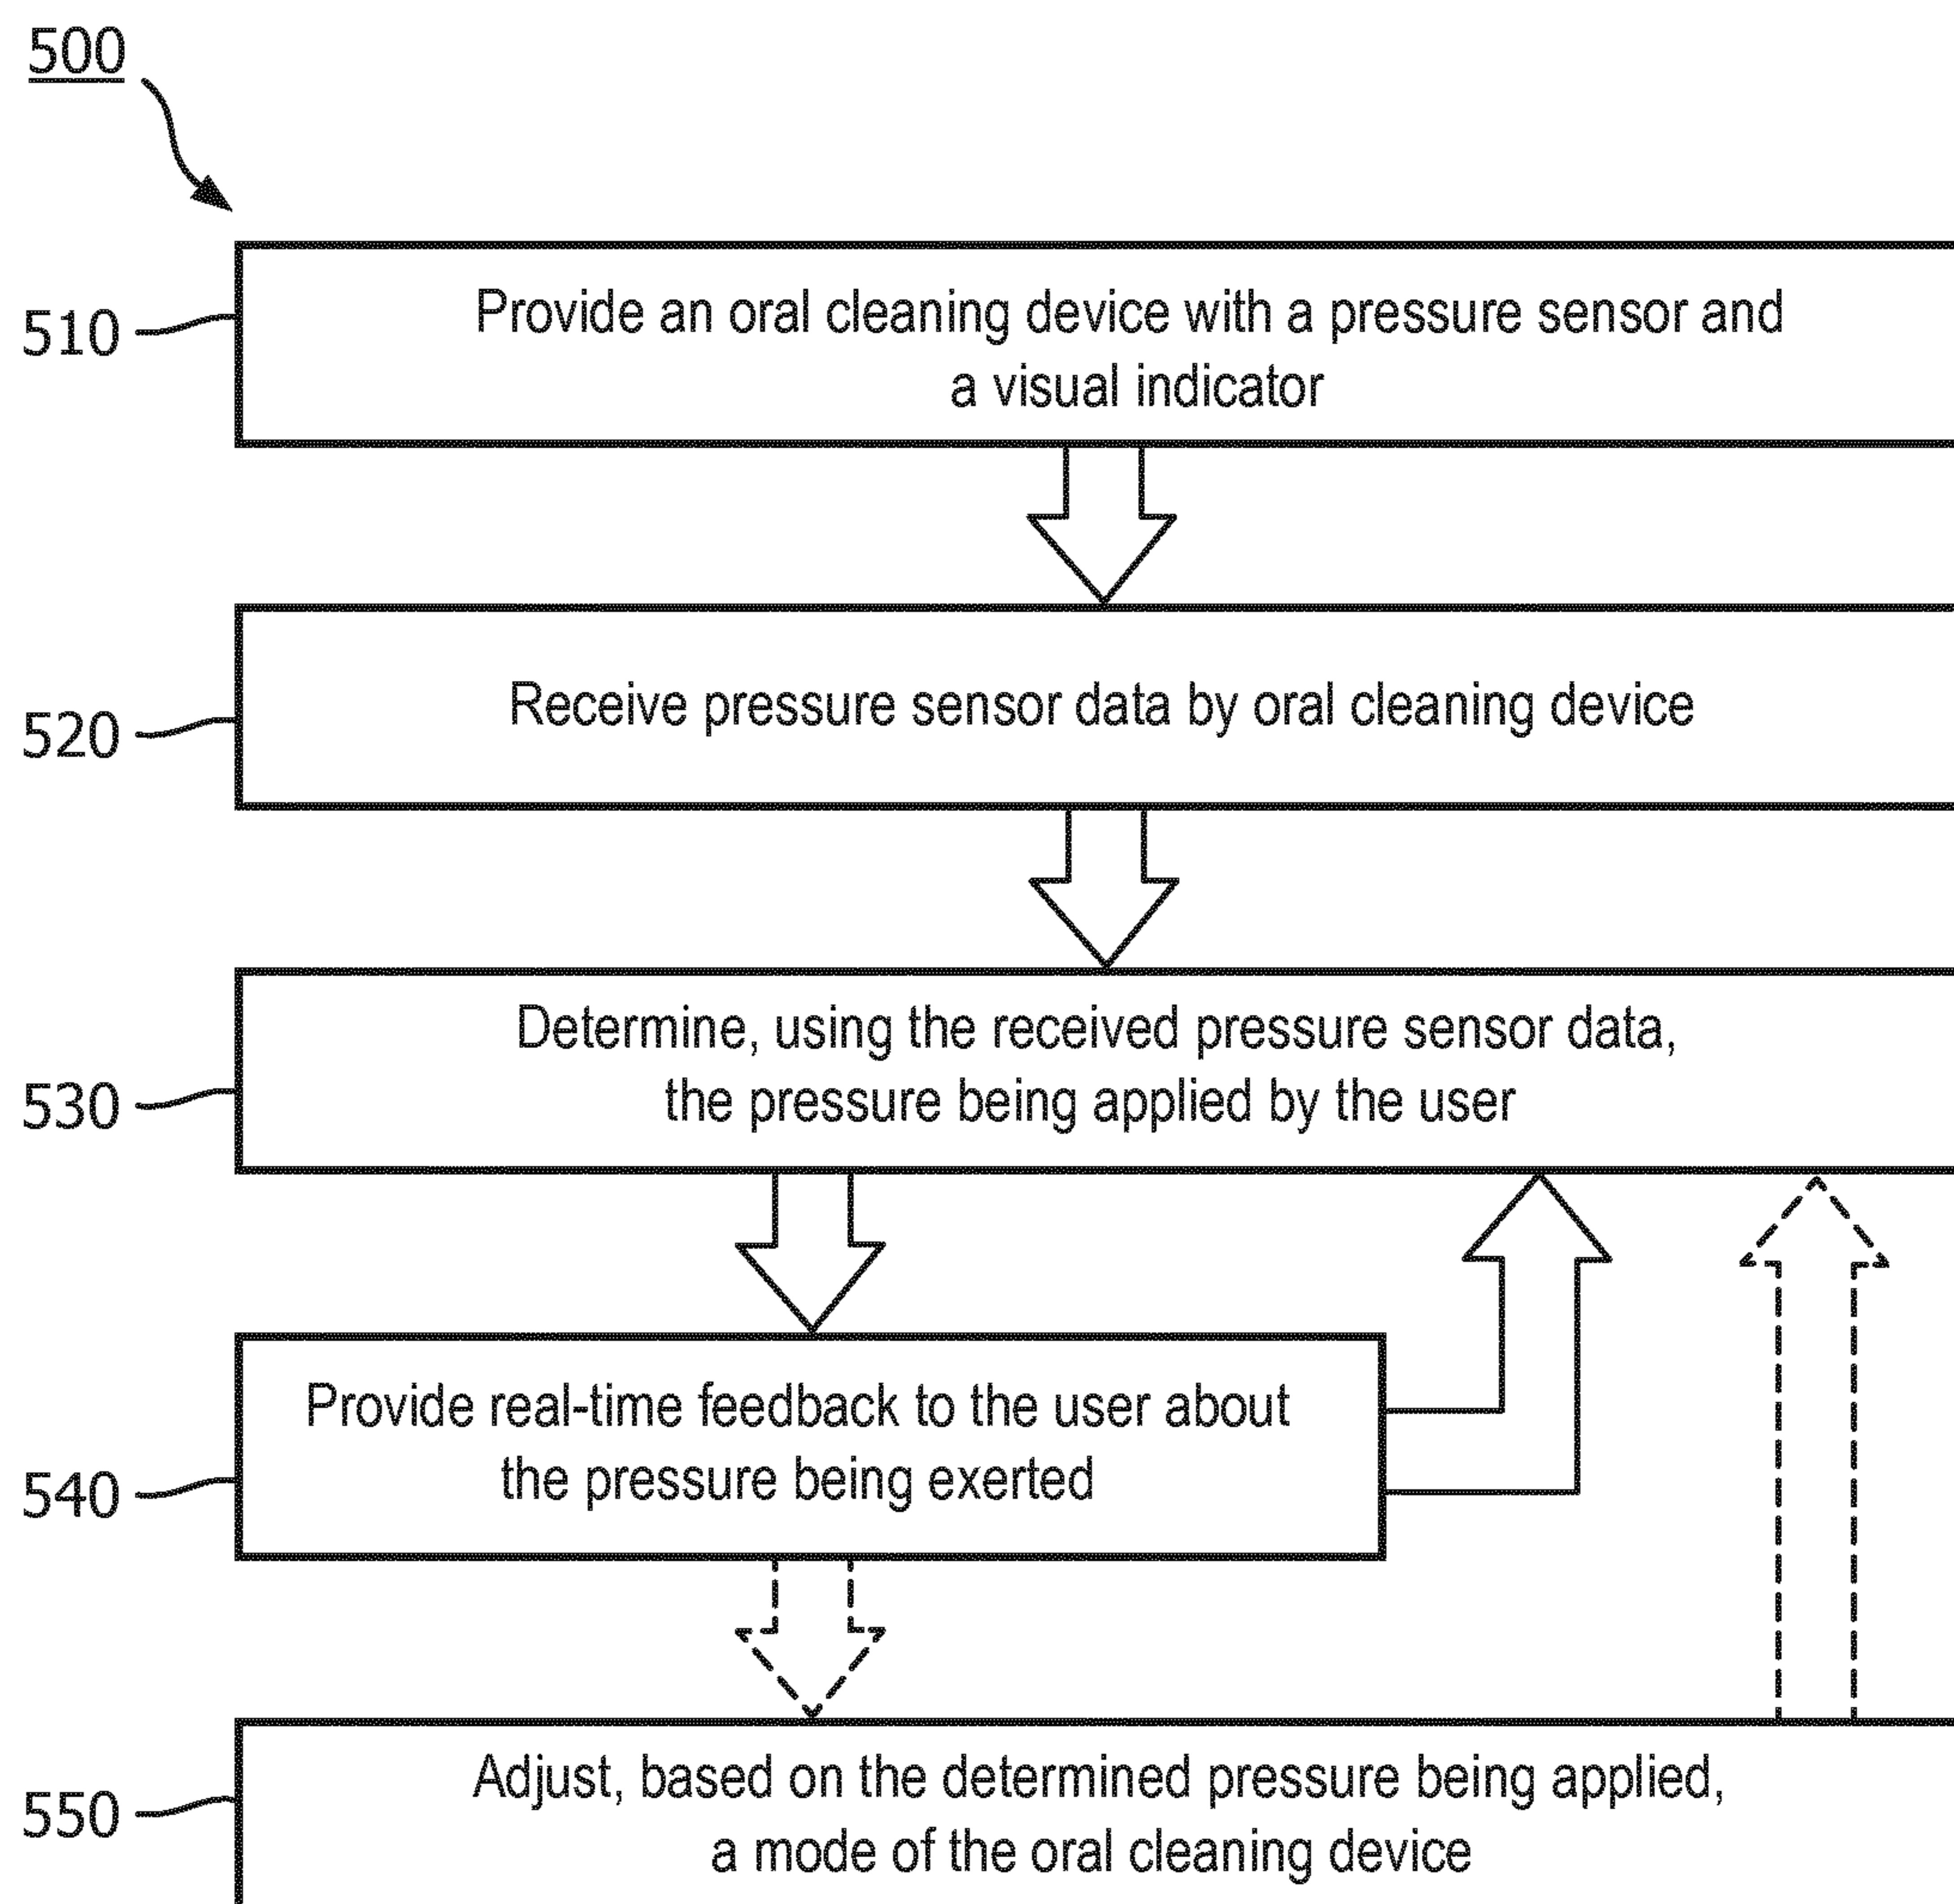 500
510
Provide an oral cleaning device with a pressure sensor and
a visual indicator
520
Receive pressure sensor data by oral cleaning device
530
Determine, using the received pressure sensor data,
the pressure being applied by the user
540
Provide real-time feedback to the user about
the pressure being exerted
550
Adjust, based on the determined pressure being applied,
a mode of the oral cleaning device